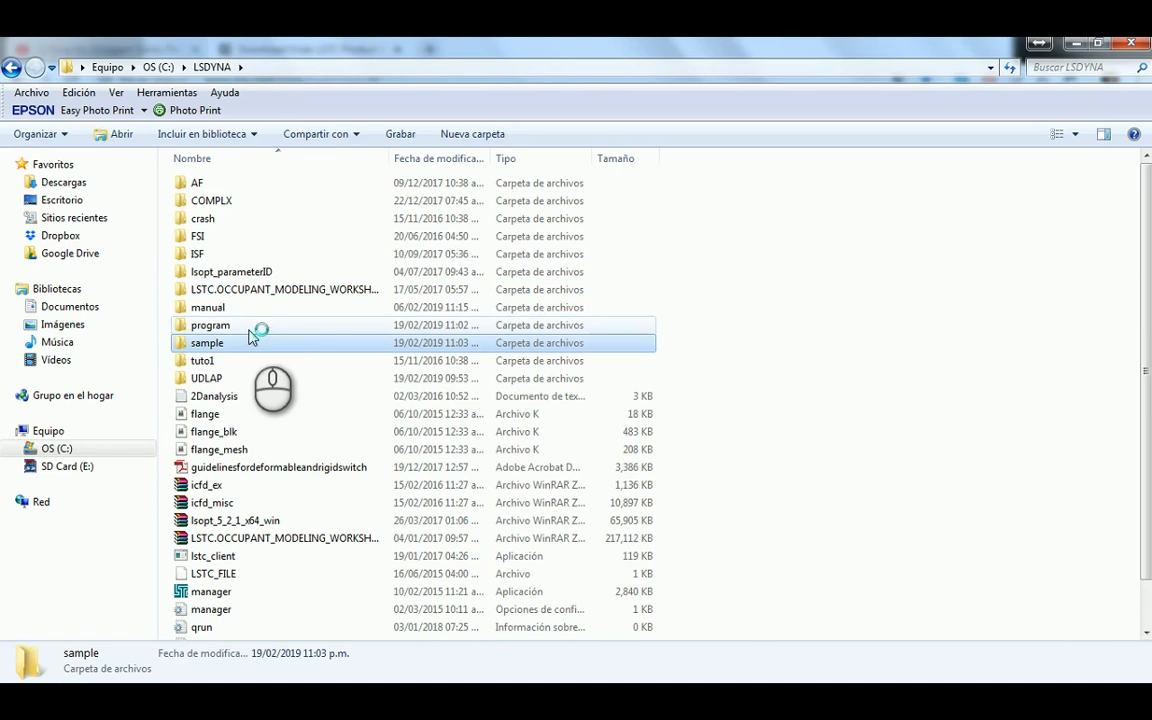 Equipo OS (C:) LSDYNA
Buscar LSDYNA
Archivo Edición Ver Herramientas Ayuda
EPSON Easy Photo Print Photo Print
Organizar Abrir Incluir en biblioteca Compartir con Grabar Nueva carpeta
Favoritos
Descargas
Escritorio
Sitios recientes
Dropbox
Google Drive
Bibliotecas
Documentos
Imágenes
Música
Vídeos
Grupo en el hogar
Equipo
OS (C:)
SD Card (E:)
Red
Nombre Fecha de modifica... Tipo Tamaño
AF 09/12/2017 10:38 a... Carpeta de archivos
COMPLX 22/12/2017 07:45 ... Carpeta de archivos
crash 15/11/2016 10:38 ... Carpeta de archivos
FSI 20/06/2016 04:50 ... Carpeta de archivos
ISF 10/09/2017 05:36 ... Carpeta de archivos
lsopt_parameterID 04/07/2017 09:43 a... Carpeta de archivos
LSTC.OCCUPANT_MODELING_WORKSH... 17/05/2017 05:57 ... Carpeta de archivos
manual 06/02/2019 11:15 ... Carpeta de archivos
program 19/02/2019 11:02 ... Carpeta de archivos
sample 19/02/2019 11:03 ... Carpeta de archivos
tuto1 15/11/2016 10:38 ... Carpeta de archivos
UDLAP 19/02/2019 09:53 ... Carpeta de archivos
2Danalysis 02/03/2016 10:52 ... Documento de tex... 3 KB
flange 06/10/2015 12:33 a... Archivo K 18 KB
flange_blk 06/10/2015 12:33 a... Archivo K 483 KB
flange_mesh 06/10/2015 12:33 a... Archivo K 208 KB
guidelinesfordeformableandrigidswitch 19/12/2017 12:57 ... Adobe Acrobat D... 3,386 KB
icfd_ex 15/02/2016 11:27 a... Archivo WinRAR Z... 1,136 KB
icfd_misc 15/02/2016 11:27 a... Archivo WinRAR Z... 10,897 KB
lsopt_5_2_1_x64_win 26/03/2017 01:06 ... Archivo WinRAR Z... 65,905 KB
LSTC.OCCUPANT_MODELING_WORKSH... 04/01/2017 09:57 ... Archivo WinRAR Z... 217,112 KB
lstc_client 19/01/2017 04:26 ... Aplicación 119 KB
LSTC_FILE 16/06/2015 04:00 ... Archivo 1 KB
manager 10/02/2015 11:21 ... Aplicación 2,840 KB
manager 02/03/2015 10:11 a... Opciones de confi... 1 KB
qrun 03/01/2018 07:25 ... Información sobre... 0 KB
sample Fecha de modifica... 19/02/2019 11:03 p.m.
Carpeta de archivos